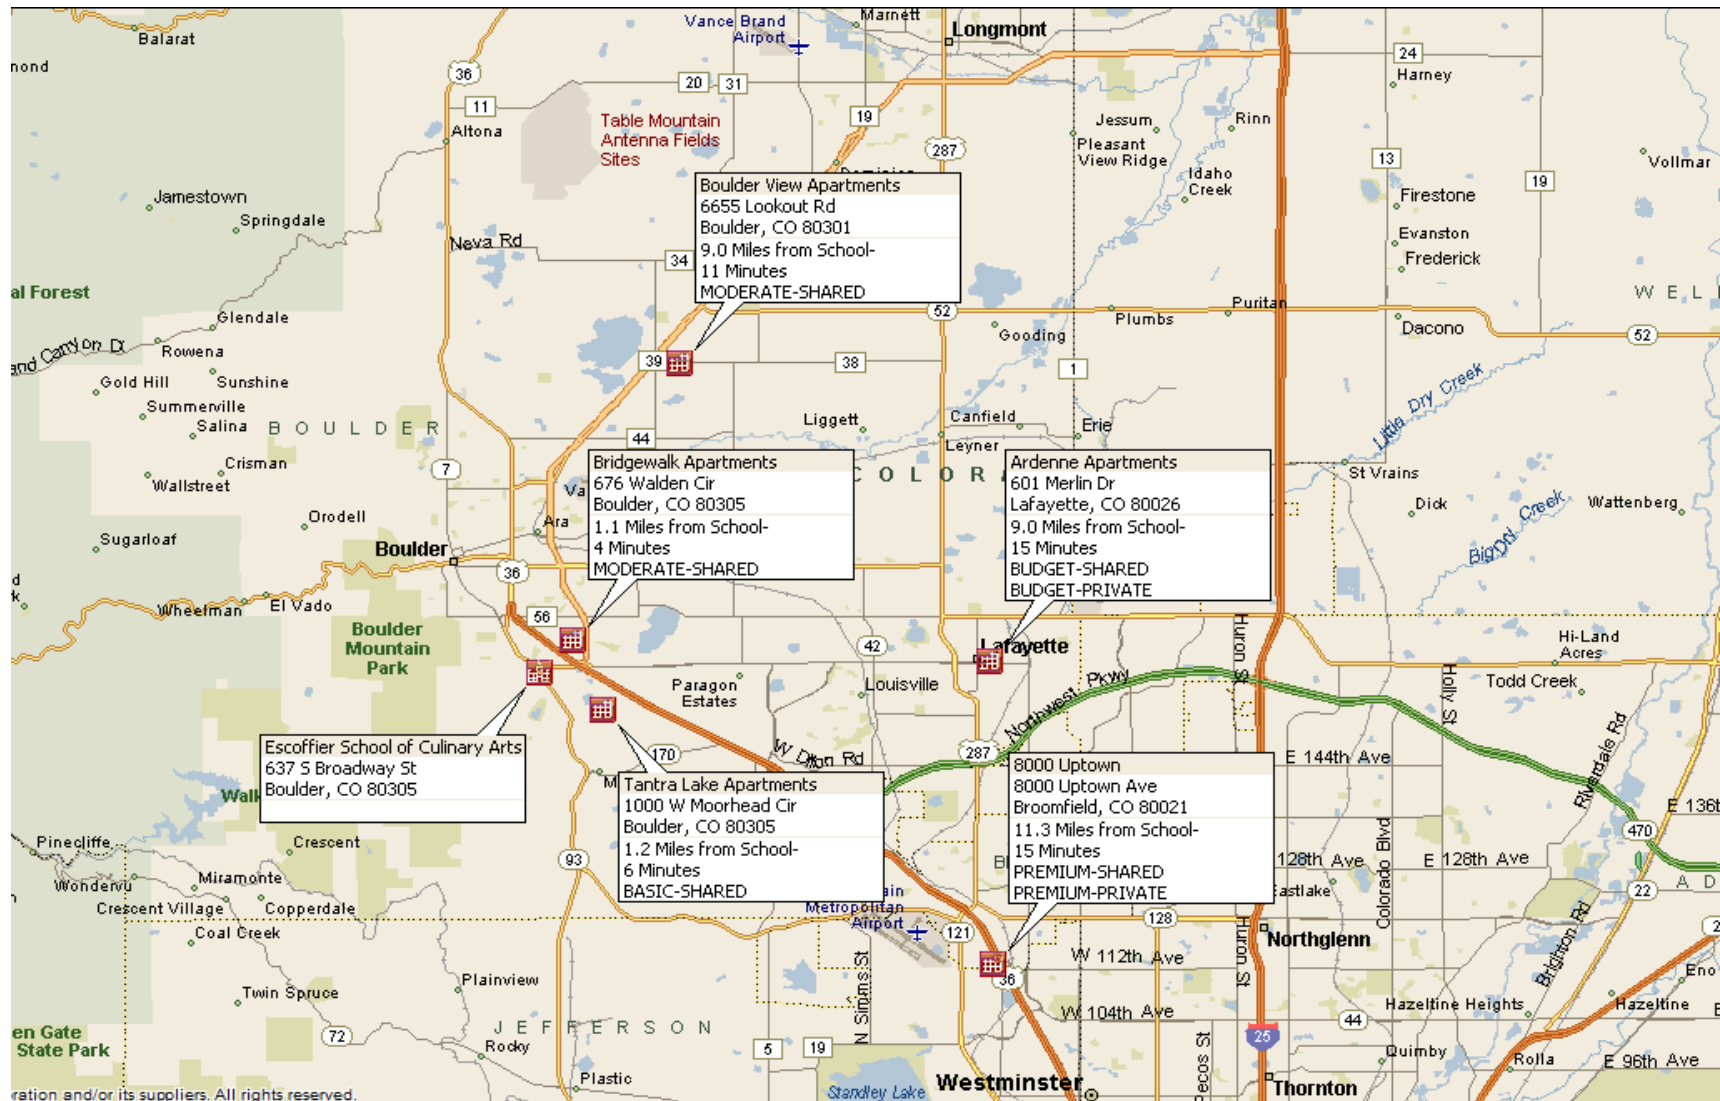 Balarat
Vance Brand
Airport
Marnett
Longmont
24
Harney
mond
36
20
31
11
19
Altona
Table Mountain
Antenna Fields
Sites
287
Jessum
Pleasant
View Ridge
Rinn
13
Vollmar
Idaho
Creek
19
Firestone
Jamestown
Springdale
Boulder View Apartments
6655 Lookout Rd
Boulder, CO 80301
9.0 Miles from School-
11 Minutes
MODERATE-SHARED
Neva Rd
34
Evanston
Frederick
al Forest
W E L
Glendale
52
Plumbs
Puritan
Dacono
52
Gooding
and Canyon Dr
Rowena
39
38
1
Gold Hill
Sunshine
Summerville
Salina
B O U L D E R
Liggett
Canfield
Leyner
Erie
Little Dry Creek
44
7
Crisman
Wallstreet
Bridgewalk Apartments
676 Walden Cir
Boulder, CO 80305
1.1 Miles from School-
4 Minutes
MODERATE-SHARED
C O L O R
Ardenne Apartments
601 Merlin Dr
Lafayette, CO 80026
9.0 Miles from School-
15 Minutes
BUDGET-SHARED
BUDGET-PRIVATE
St Vrains
Dick
Wattenberg
Va
Orodell
Ara
Sugarloaf
Boulder
36
Wheelman
El Vado
56
Boulder
Mountain
Park
42
Lafayette
Huron St
Hi-Land
Acres
Paragon
Estates
Louisville
Northwest Pkwy
Holly St
Todd Creek
Escoffier School of Culinary Arts
637 S Broadway St
Boulder, CO 80305
170
W Dillon Rd
287
E 144th Ave
Riverdale Rd
Walk
M
Tantra Lake Apartments
1000 W Moorhead Cir
Boulder, CO 80305
1.2 Miles from School-
6 Minutes
BASIC-SHARED
8000 Uptown
8000 Uptown Ave
Broomfield, CO 80021
11.3 Miles from School-
15 Minutes
PREMIUM-SHARED
PREMIUM-PRIVATE
E 136t
Pinecliffe
Crescent
93
470
128th Ave
E 128th Ave
Colorado Blvd
Wondervu
Miramonte
22
A D
Crescent Village
Copperdale
Metropolitan
Airport
Eastlake
128
121
Coal Creek
Northglenn
Huron St
Brighton Rd
W 112th Ave
Plainview
36
Eno
Twin Spruce
N Simms St
Hazeltine Heights
Hazeltine
W 104th Ave
44
J E F F E R S O N
en Gate
State Park
72
Rocky
5
19
Pecos St
25
Quimby
Rolla
E 96th Ave
Plastic
Standley Lake
Westminster
Thornton
oration and/or its suppliers. All rights reserved.